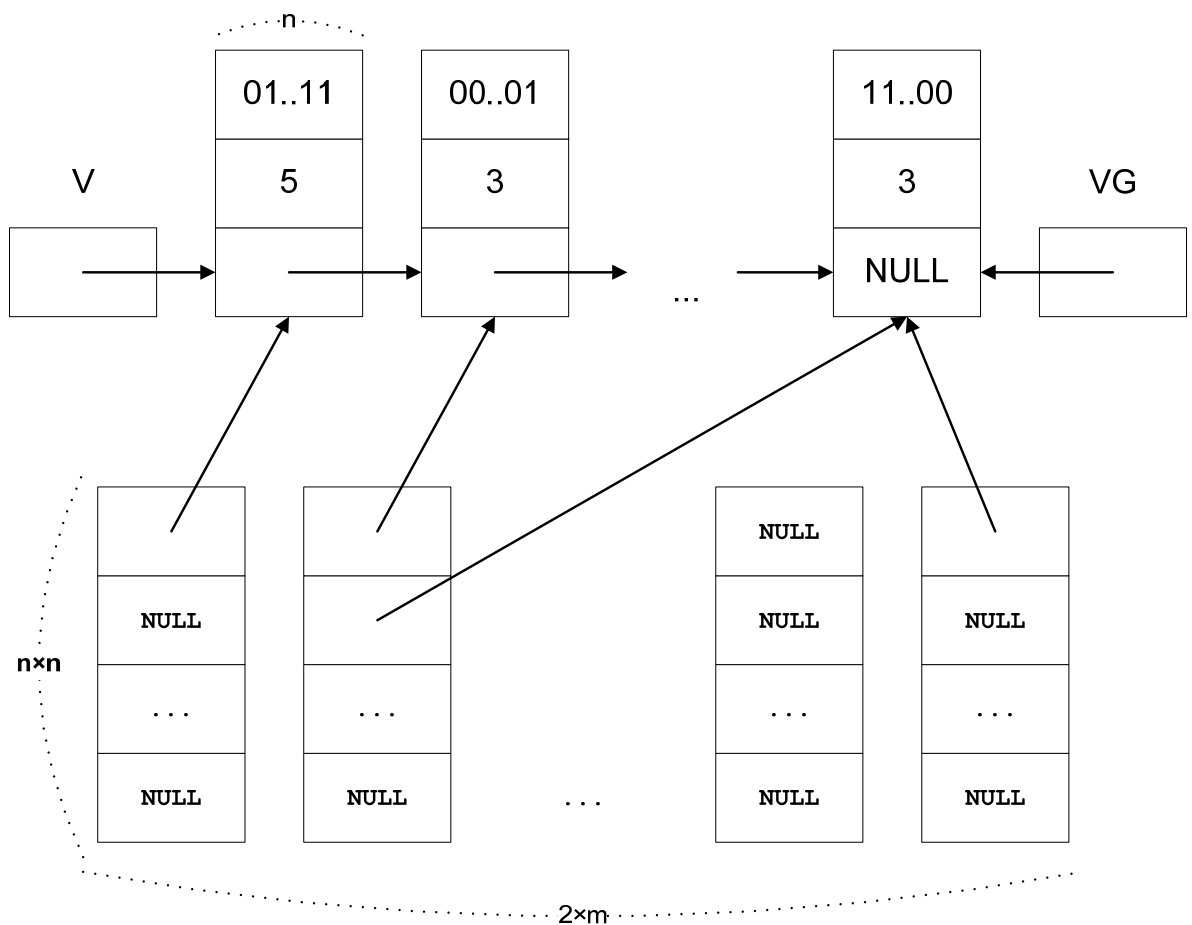 n
01..11 00..01 11..00
V 5 3 3 VG
NULL
...
NULL
NULL NULL NULL
n×n
... ... ... ...
NULL NULL ... NULL NULL
2×m